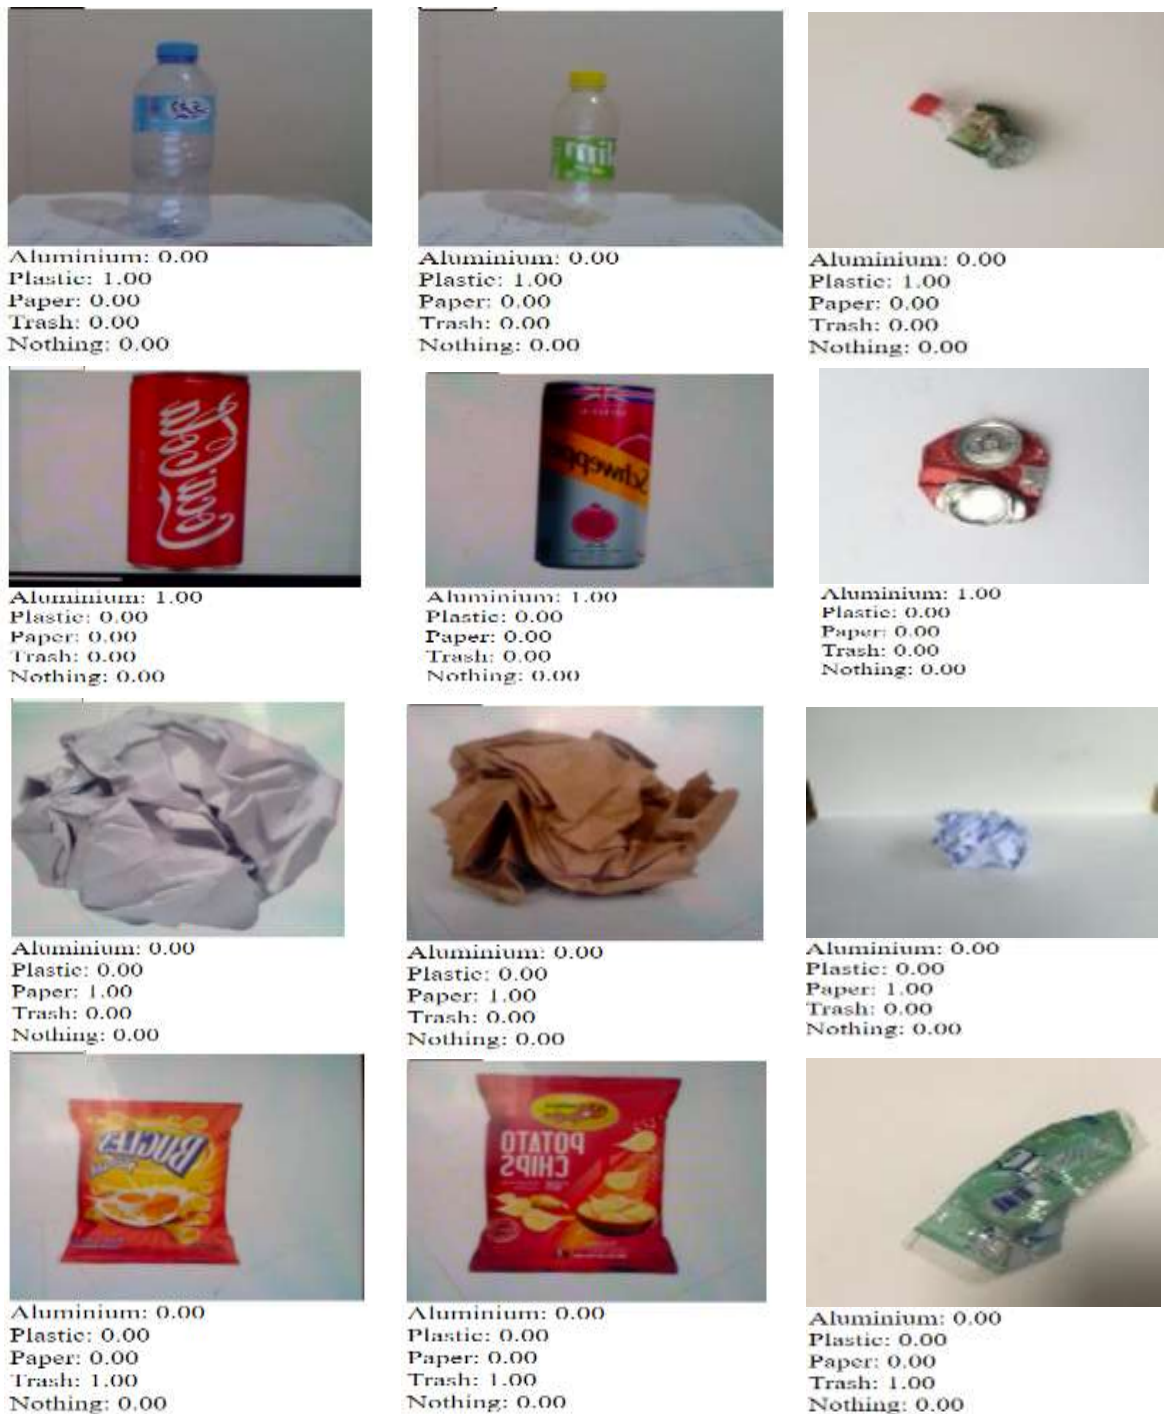 mil
Aluminium: 0.00
Plastic: 1.00
Paper: 0.00
Trash: 0.00
Nothing: 0.00
Aluminium: 0.00
Plastic: 1.00
Paper: 0.00
Trash: 0.00
Nothing: 0.00
Aluminium: 0.00
Plastic: 1.00
Paper: 0.00
Trash: 0.00
Nothing: 0.00
Coca-Cola
Schweppe
Aluminium: 1.00
Plastic: 0.00
Paper: 0.00
Trash: 0.00
Nothing: 0.00
Aluminium: 1.00
Plastic: 0.00
Paper: 0.00
Trash: 0.00
Nothing: 0.00
Aluminium: 1.00
Plastic: 0.00
Paper: 0.00
Trash: 0.00
Nothing: 0.00
Aluminium: 0.00
Plastic: 0.00
Paper: 1.00
Trash: 0.00
Nothing: 0.00
Aluminium: 0.00
Plastic: 0.00
Paper: 1.00
Trash: 0.00
Nothing: 0.00
Aluminium: 0.00
Plastic: 0.00
Paper: 1.00
Trash: 0.00
Nothing: 0.00
BUGLES
POTATO
CHIPS
Aluminium: 0.00
Plastic: 0.00
Paper: 0.00
Trash: 1.00
Nothing: 0.00
Aluminium: 0.00
Plastic: 0.00
Paper: 0.00
Trash: 1.00
Nothing: 0.00
Aluminium: 0.00
Plastic: 0.00
Paper: 0.00
Trash: 1.00
Nothing: 0.00